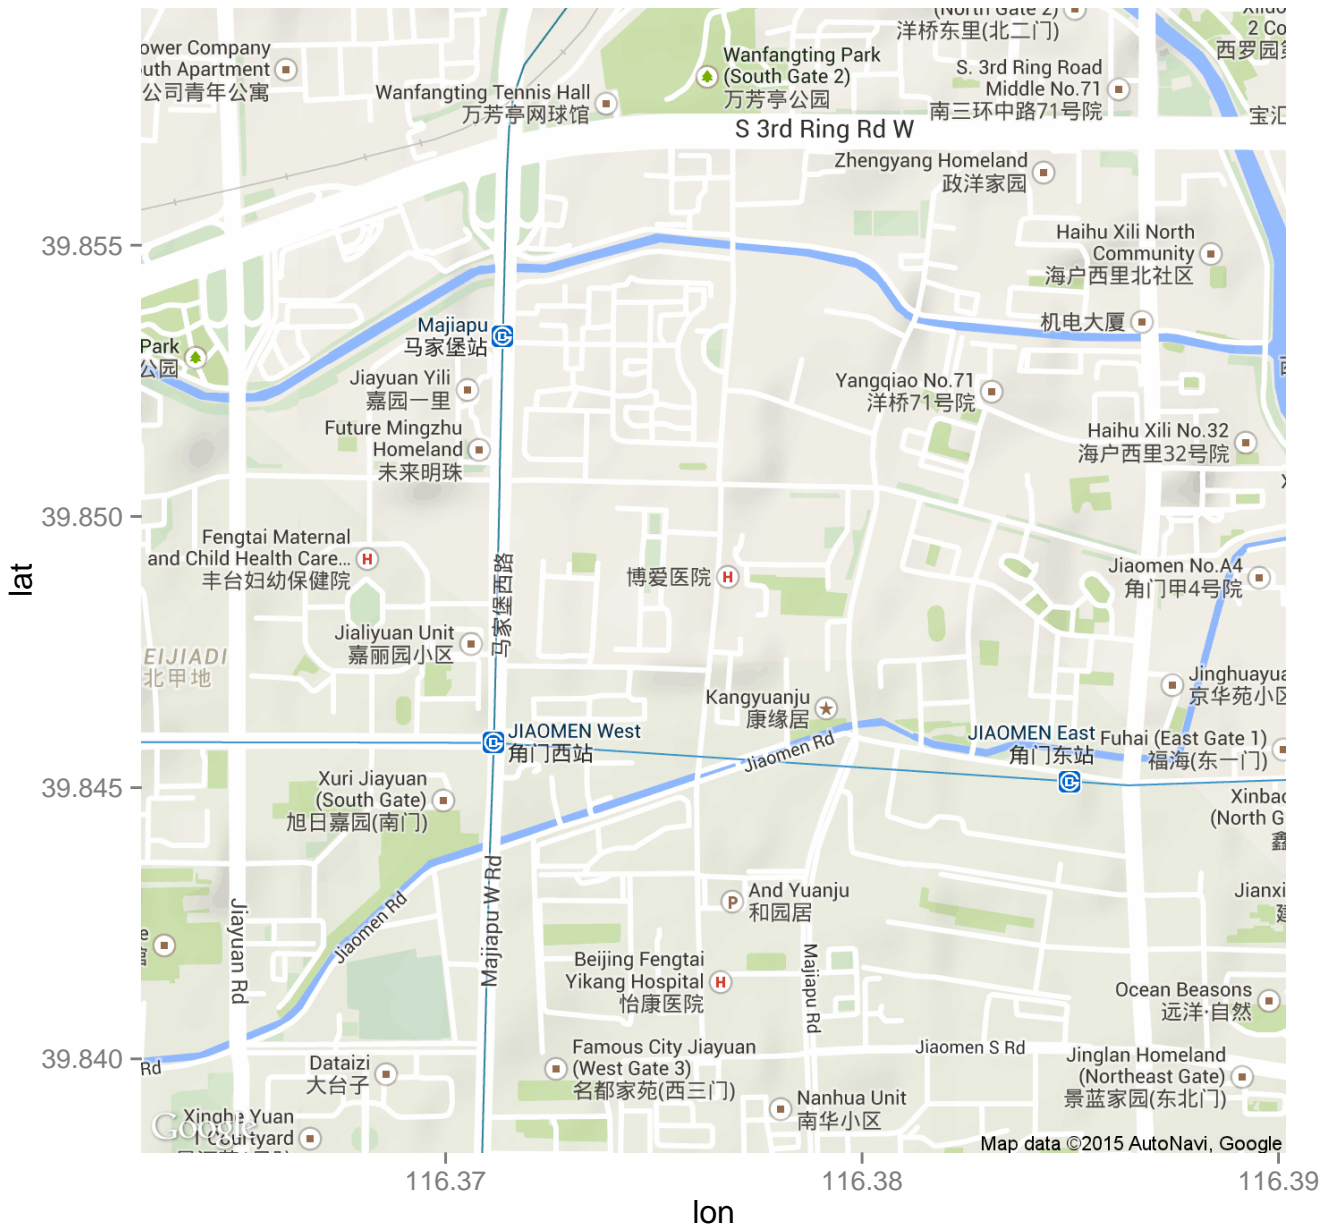 (North Gate 2)
洋桥东里(北二门)
2 Co
西罗园第
ower Company
uth Apartment
公司青年公寓
Wanfangting Park
(South Gate 2)
万芳亭公园
Wanfangting Tennis Hall
万芳亭网球馆
S. 3rd Ring Road
Middle No.71
南三环中路71号院
宝汇
S 3rd Ring Rd W
Zhengyang Homeland
政洋家园
39.855
Haihu Xili North
Community
海户西里北社区
机电大厦
Majiapu
马家堡站
Park
公园
Jiayuan Yili
嘉园一里
Yangqiao No.71
洋桥71号院
Future Mingzhu
Homeland
未来明珠
Haihu Xili No.32
海户西里32号院
39.850
Fengtai Maternal
and Child Health Care...
丰台妇幼保健院
马家堡西路
博爱医院
Jiaomen No.A4
角门甲4号院
lat
Jialiyuan Unit
嘉丽园小区
EIJIADI
北甲地
Jinghuayua
京华苑小区
Kangyuanju
康缘居
JIAOMEN West
角门西站
Jiaomen Rd
JIAOMEN East
角门东站
Fuhai (East Gate 1)
福海(东一门)
39.845
Xuri Jiayuan
(South Gate)
旭日嘉园(南门)
Xinbao
(North G
鑫
Majiapu W Rd
Jiayuan Rd
Jiaomen Rd
And Yuanju
和园居
Jianxi
建
e
Majiapu Rd
Beijing Fengtai
Yikang Hospital
怡康医院
Ocean Beasons
远洋·自然
39.840
Rd
Dataizi
大台子
Famous City Jiayuan
(West Gate 3)
名都家苑(西三门)
Jiaomen S Rd
Jinglan Homeland
(Northeast Gate)
景蓝家园(东北门)
Nanhua Unit
南华小区
Xinghe Yuan
1 Courtyard
Google
Map data ©2015 AutoNavi, Google
116.37
116.38
116.39
lon